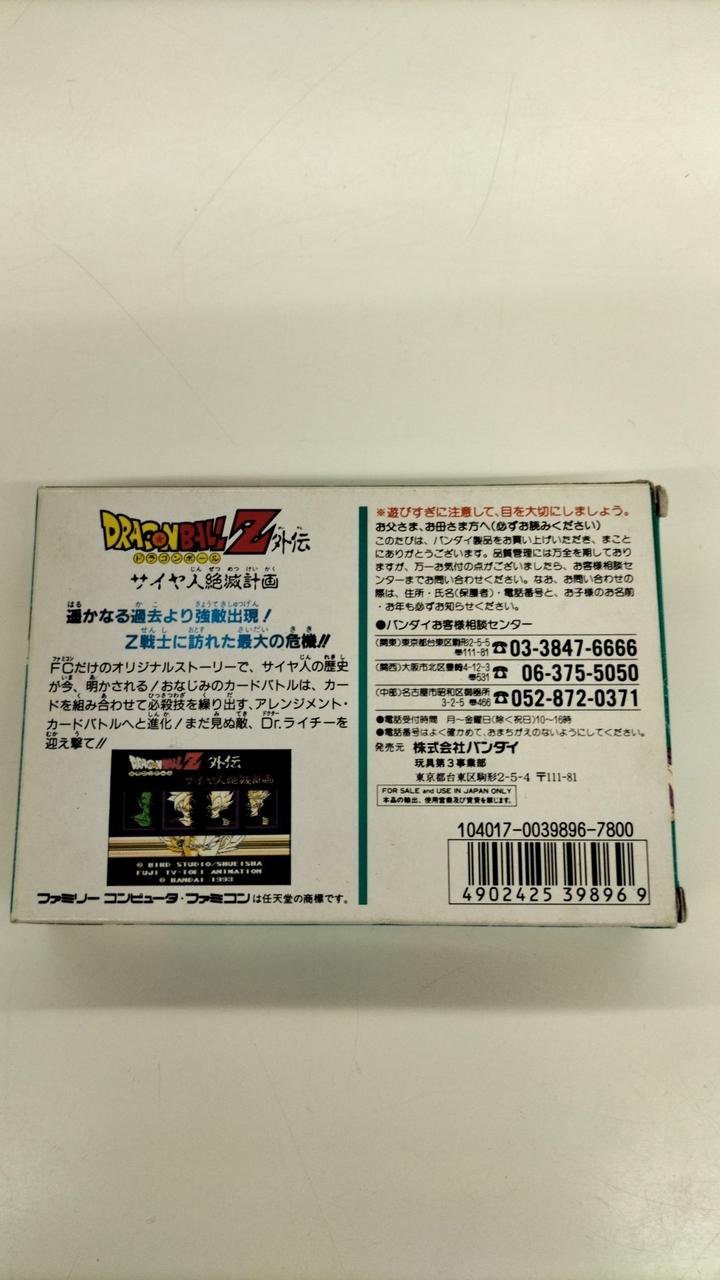 DRAGONBALL Z 外伝
ドラゴンボール
サイヤ人絶滅計画
遥かなる過去より強敵出現!
Z戦士に訪れた最大の危機!!
FCだけのオリジナルストーリーで、サイヤ人の歴史
が今、明かされる!おなじみのカードバトルは、カー
ドを組み合わせて必殺技を繰り出す、アレンジメント・
カードバトルへと進化!まだ見ぬ敵、Dr.ライチーを
迎え撃て!!
DRAGONBALL Z 外伝
サイヤ人絶滅計画
© BIRD STUDIO/SHUEISHA
FUJI TV·TOEI ANIMATION
© BANDAI 1993
ファミリーコンピュータ・ファミコンは任天堂の商標です。
※遊びすぎに注意して、目を大切にしましょう。
お父さま、お母さま方へ(必ずお読みください)
このたびは、バンダイ製品をお買い上げいただき、まこと
にありがとうございます。品質管理には万全を期しており
ますが、万一お気付の点がございましたら、お客様相談セ
ンターまでお問い合わせください。なお、お問い合わせの
際は、住所・氏名(保護者)・電話番号と、お子様のお名前
・お年も必ずお知らせください。
●バンダイお客様相談センター
(関東)東京都台東区駒形2-5-5 〒111-81 ☎03-3847-6666
(関西)大阪市北区豊崎4-12-3 〒531 ☎06-375-5050
(中部)名古屋市昭和区御器所3-2-5 〒466 ☎052-872-0371
●電話受付時間 月〜金曜日(除く祝日)10〜16時
●電話番号はよく確かめて、おまちがえのないようにしてください。
発売元 株式会社バンダイ
玩具第3事業部
東京都台東区駒形2-5-4 〒111-81
FOR SALE and USE IN JAPAN ONLY
本品の輸出、使用営業及び賃貸を禁じます。
104017-0039896-7800
4902425 39896 9